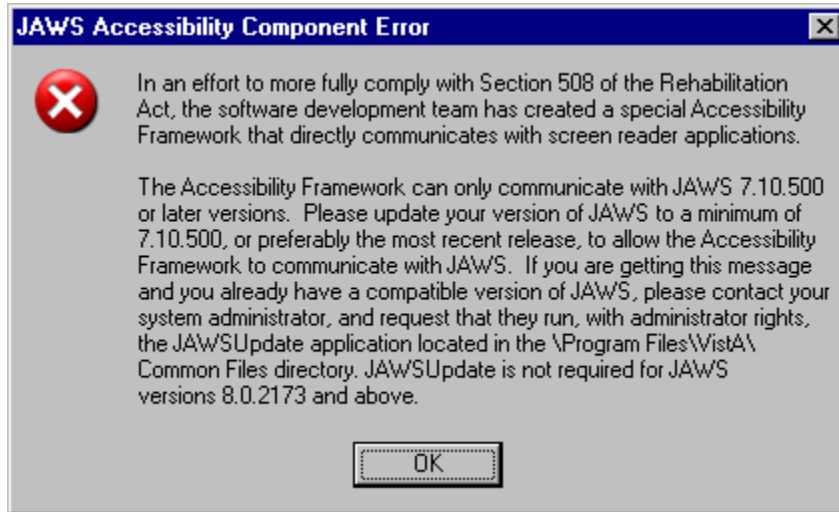 JAWS Accessibility Component Error
In an effort to more fully comply with Section 508 of the Rehabilitation
Act, the software development team has created a special Accessibility
Framework that directly communicates with screen reader applications.
The Accessibility Framework can only communicate with JAWS 7.10.500
or later versions.  Please update your version of JAWS to a minimum of
7.10.500, or preferably the most recent release, to allow the Accessibility
Framework to communicate with JAWS.  If you are getting this message
and you already have a compatible version of JAWS, please contact your
system administrator, and request that they run, with administrator rights,
the JAWSUpdate application located in the \Program Files\VistA\
Common Files directory. JAWSUpdate is not required for JAWS
versions 8.0.2173 and above.
OK